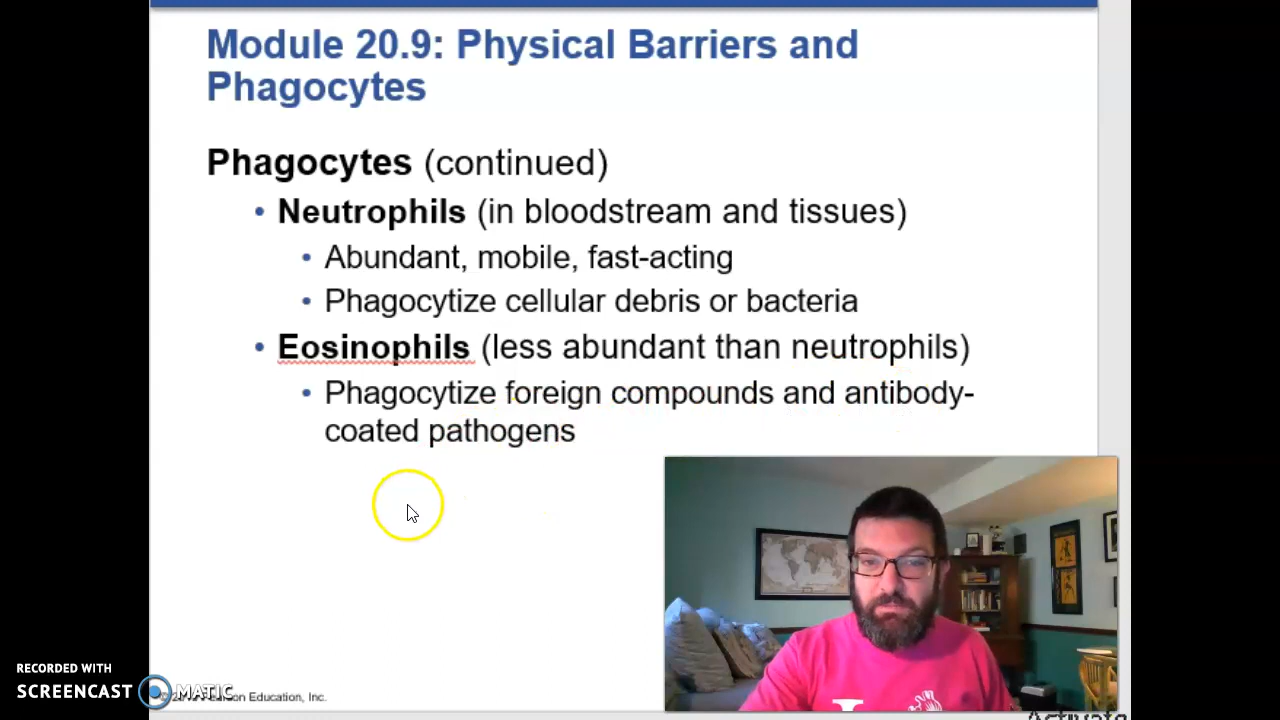 Module 20.9: Physical Barriers and
Phagocytes
Phagocytes (continued)
• Neutrophils (in bloodstream and tissues)
• Abundant, mobile, fast-acting
• Phagocytize cellular debris or bacteria
• Eosinophils (less abundant than neutrophils)
• Phagocytize foreign compounds and antibody-
coated pathogens
RECORDED WITH
SCREENCAST MATIC
Pearson Education, Inc.
Activate